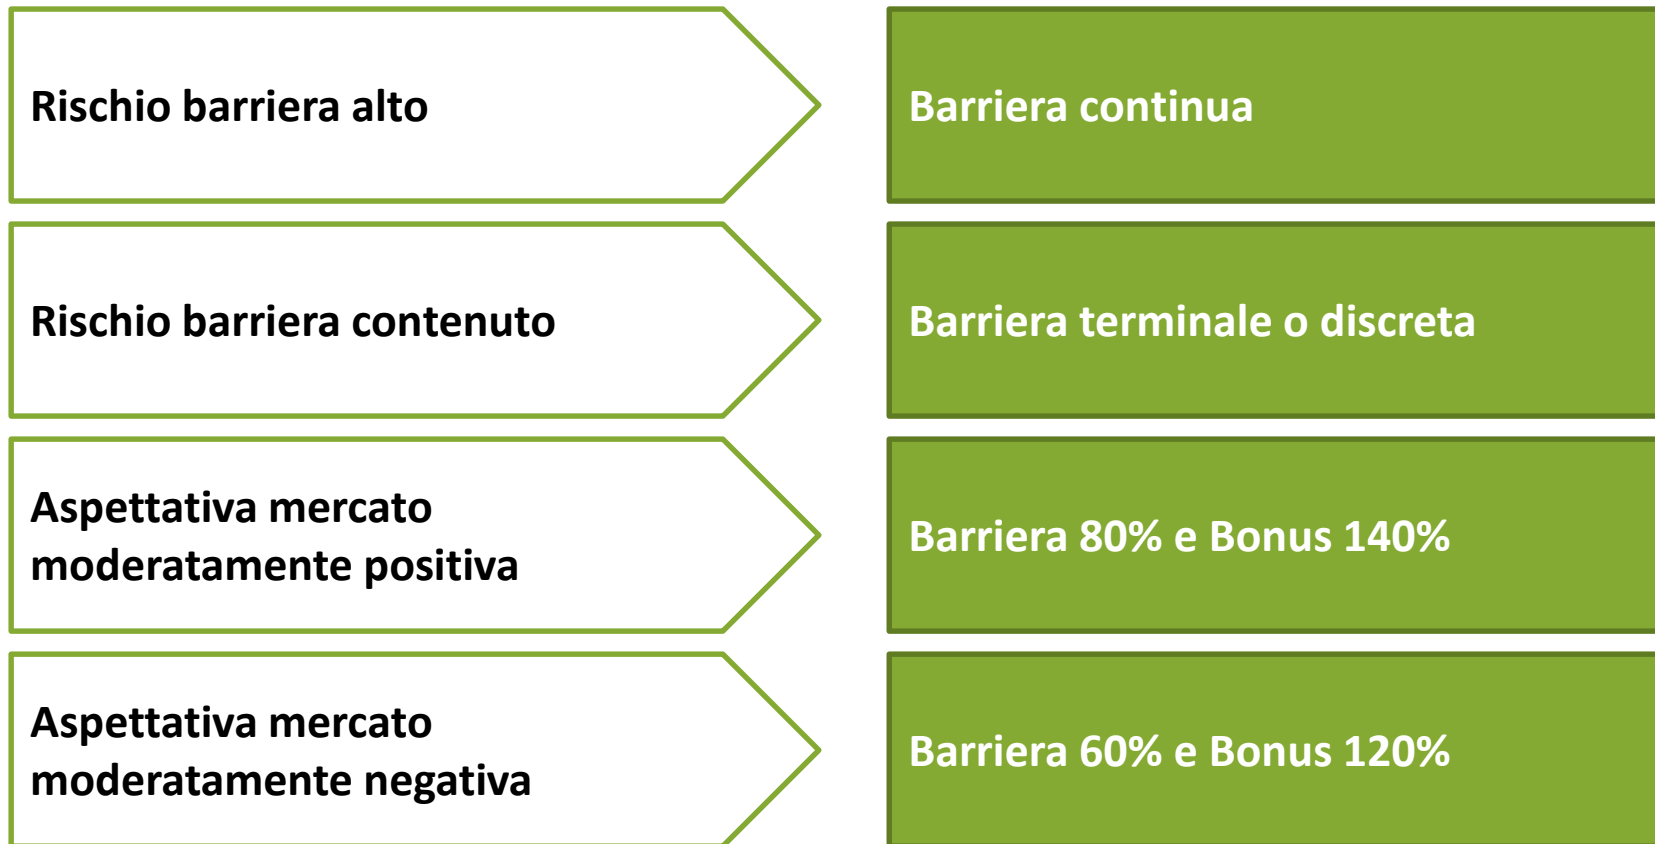 Rischio barriera alto
Barriera continua
Rischio barriera contenuto
Barriera terminale o discreta
Aspettativa mercato
moderatamente positiva
Barriera 80% e Bonus 140%
Aspettativa mercato
moderatamente negativa
Barriera 60% e Bonus 120%